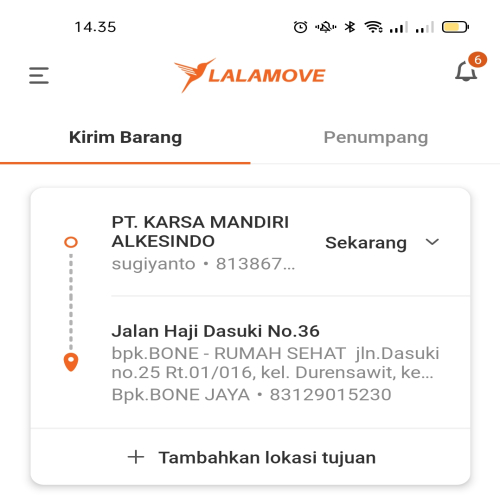 14.35
LALAMOVE
6
Kirim Barang
Penumpang
PT. KARSA MANDIRI
ALKESINDO
Sekarang
sugiyanto • 813867...
Jalan Haji Dasuki No.36
bpk.BONE - RUMAH SEHAT jln.Dasuki
no.25 Rt.01/016, kel. Durensawit, ke...
Bpk.BONE JAYA • 83129015230
+ Tambahkan lokasi tujuan